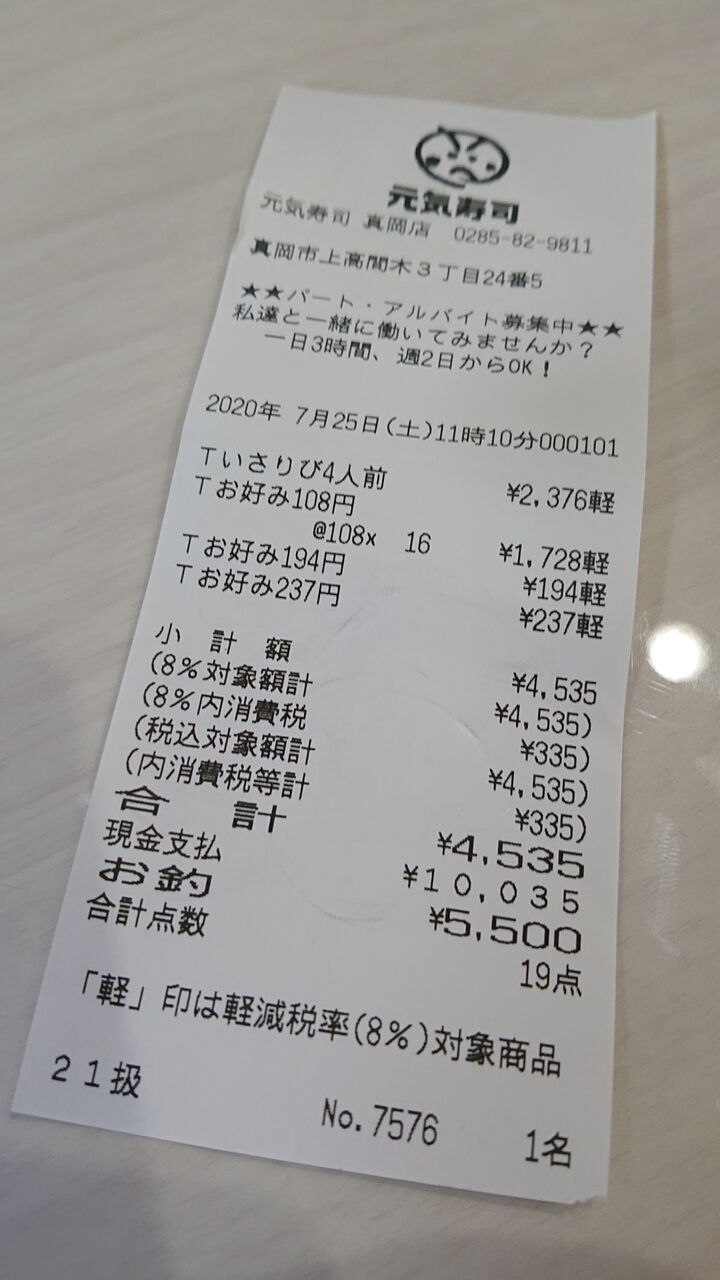 元気寿司
元気寿司 真岡店 0285-82-9811
真岡市上高間木３丁目24番5
★★パート・アルバイト募集中★★
私達と一緒に働いてみませんか？
一日3時間、週2日からOK！
2020年 7月25日(土)11時10分000101
Tいさりび4人前 ¥2,376軽
Tお好み108円
@108× 16 ¥1,728軽
Tお好み194円 ¥194軽
Tお好み237円 ¥237軽
小 計 額 ¥4,535
(8％対象額計 ¥4,535)
(8％内消費税 ¥335)
(税込対象額計 ¥4,535)
(内消費税等計 ¥335)
合 計 ¥4,535
現金支払 ¥１０,０３５
お釣 ¥5,500
合計点数 19点
「軽」印は軽減税率(8％)対象商品
２１扱 No.7576 1名